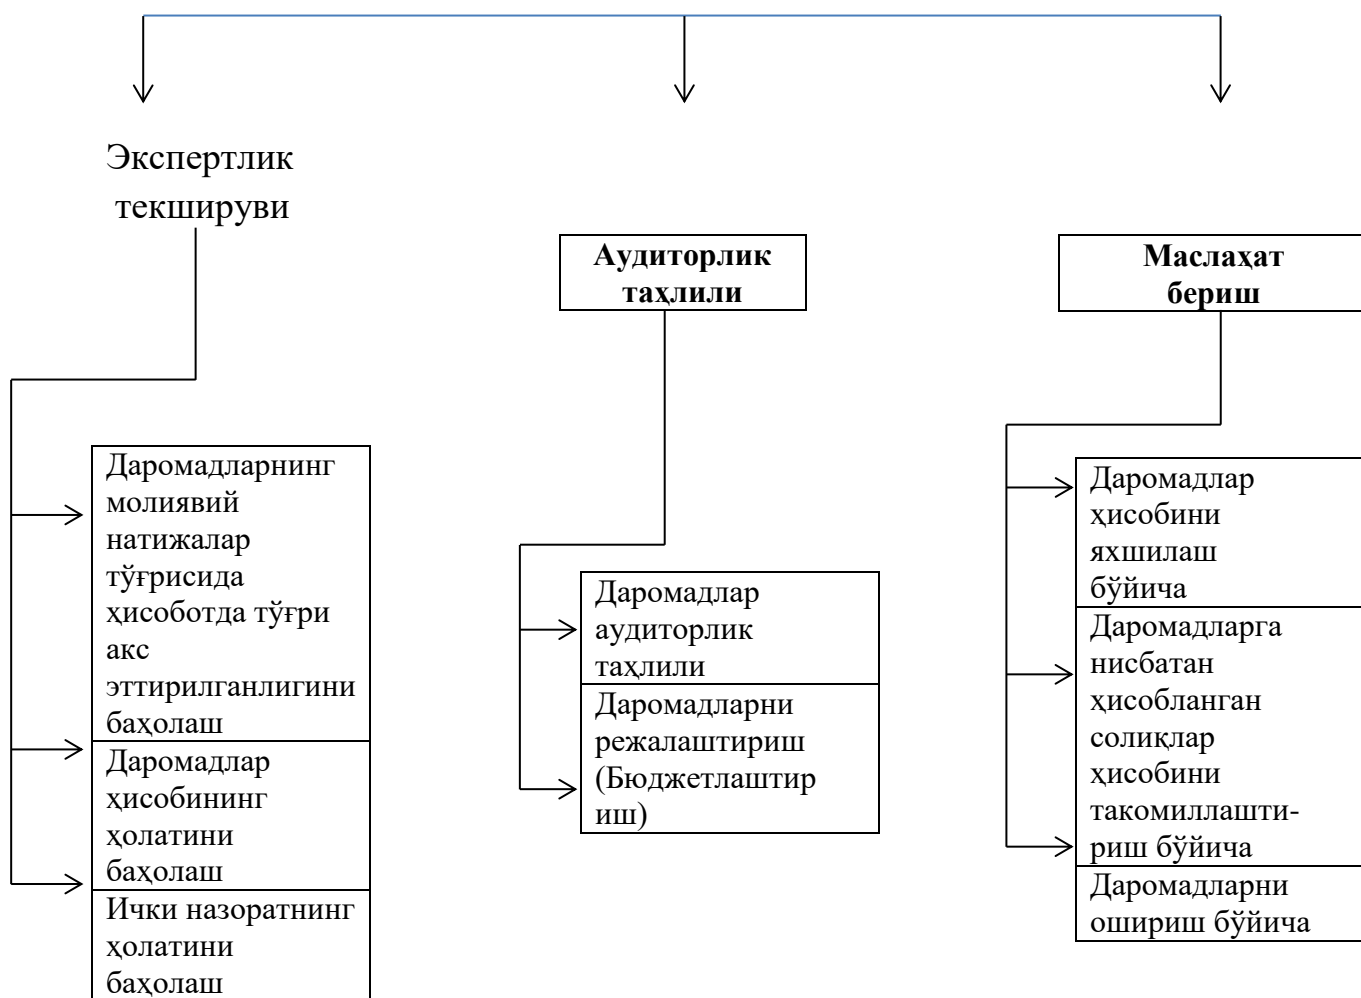 Экспертлик
текшируви
Даромадларнинг
молиявий
натижалар
тўғрисида
ҳисоботда тўғри
акс
эттирилганлигини
баҳолаш
Даромадлар
ҳисобининг
ҳолатини
баҳолаш
Ички назоратнинг
ҳолатини
баҳолаш
Аудиторлик
таҳлили
Даромадлар
аудиторлик
таҳлили
Даромадларни
режалаштириш
(Бюджетлаштир
иш)
Маслаҳат
бериш
Даромадлар
ҳисобини
яхшилаш
бўйича
Даромадларга
нисбатан
ҳисобланган
солиқлар
ҳисобини
такомиллашти-
риш бўйича
Даромадларни
ошириш бўйича